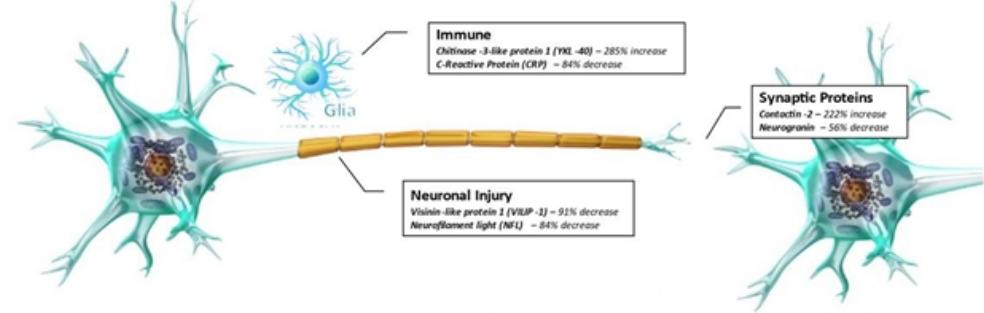 Immune
Chitinase -3-like protein 1 (YKL -40) – 285% increase
C-Reactive Protein (CRP) – 84% decrease
Glia
Synaptic Proteins
Contactin -2 – 222% increase
Neurogranin – 56% decrease
Neuronal Injury
Visinin-like protein 1 (VILIP -1) – 91% decrease
Neurofilament light (NFL) – 84% decrease